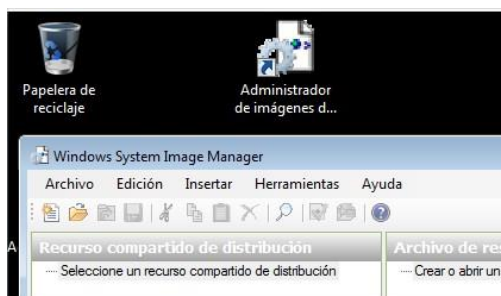 Papelera de
reciclaje
Administrador
de imágenes d...
Windows System Image Manager
Archivo Edición Insertar Herramientas Ayuda
A
Recurso compartido de distribución
Archivo de re
Seleccione un recurso compartido de distribución
Crear o abrir un